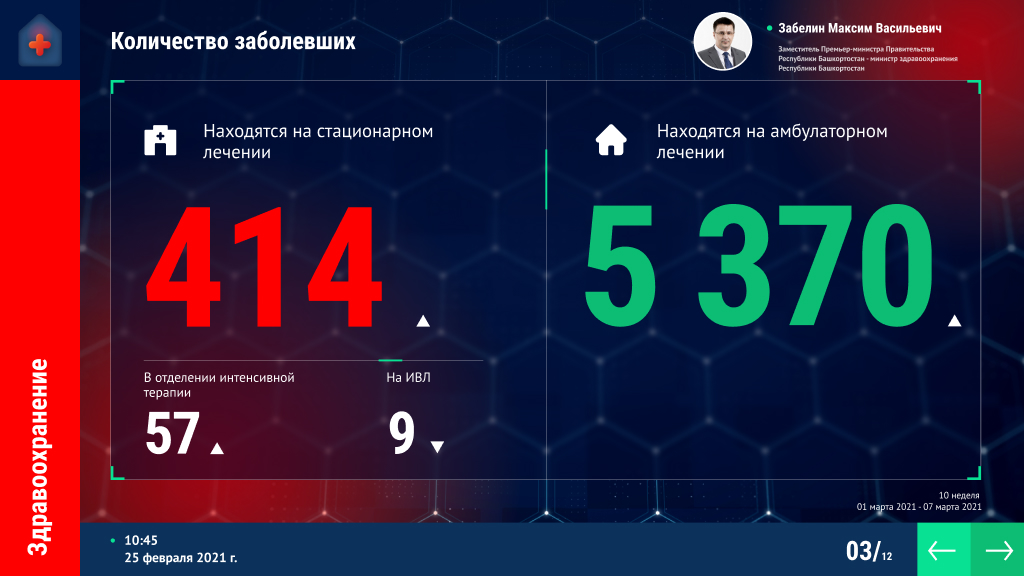 Количество заболевших
Забелин Максим Васильевич
Заместитель Премьер-министра Правительства
Республики Башкортостан - министр здравоохранения
Республики Башкортостан
Находятся на стационарном
лечении
414
В отделении интенсивной
терапии
57
На ИВЛ
9
Находятся на амбулаторном
лечении
5 370
Здравоохранение
10 неделя
01 марта 2021 - 07 марта 2021
10:45
25 февраля 2021 г.
03/12